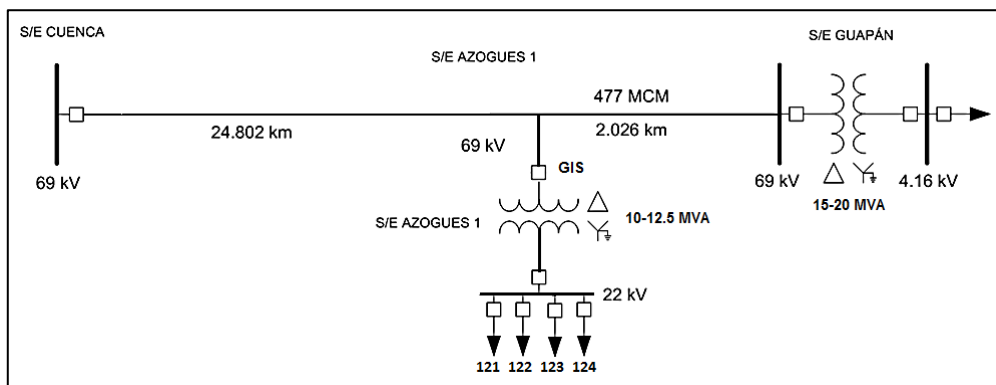 S/E CUENCA
S/E AZOGUES 1
S/E GUAPÁN
477 MCM
24.802 km
2.026 km
69 kV
GIS
69 kV
69 kV
4.16 kV
15-20 MVA
S/E AZOGUES 1
10-12.5 MVA
22 kV
121 122 123 124